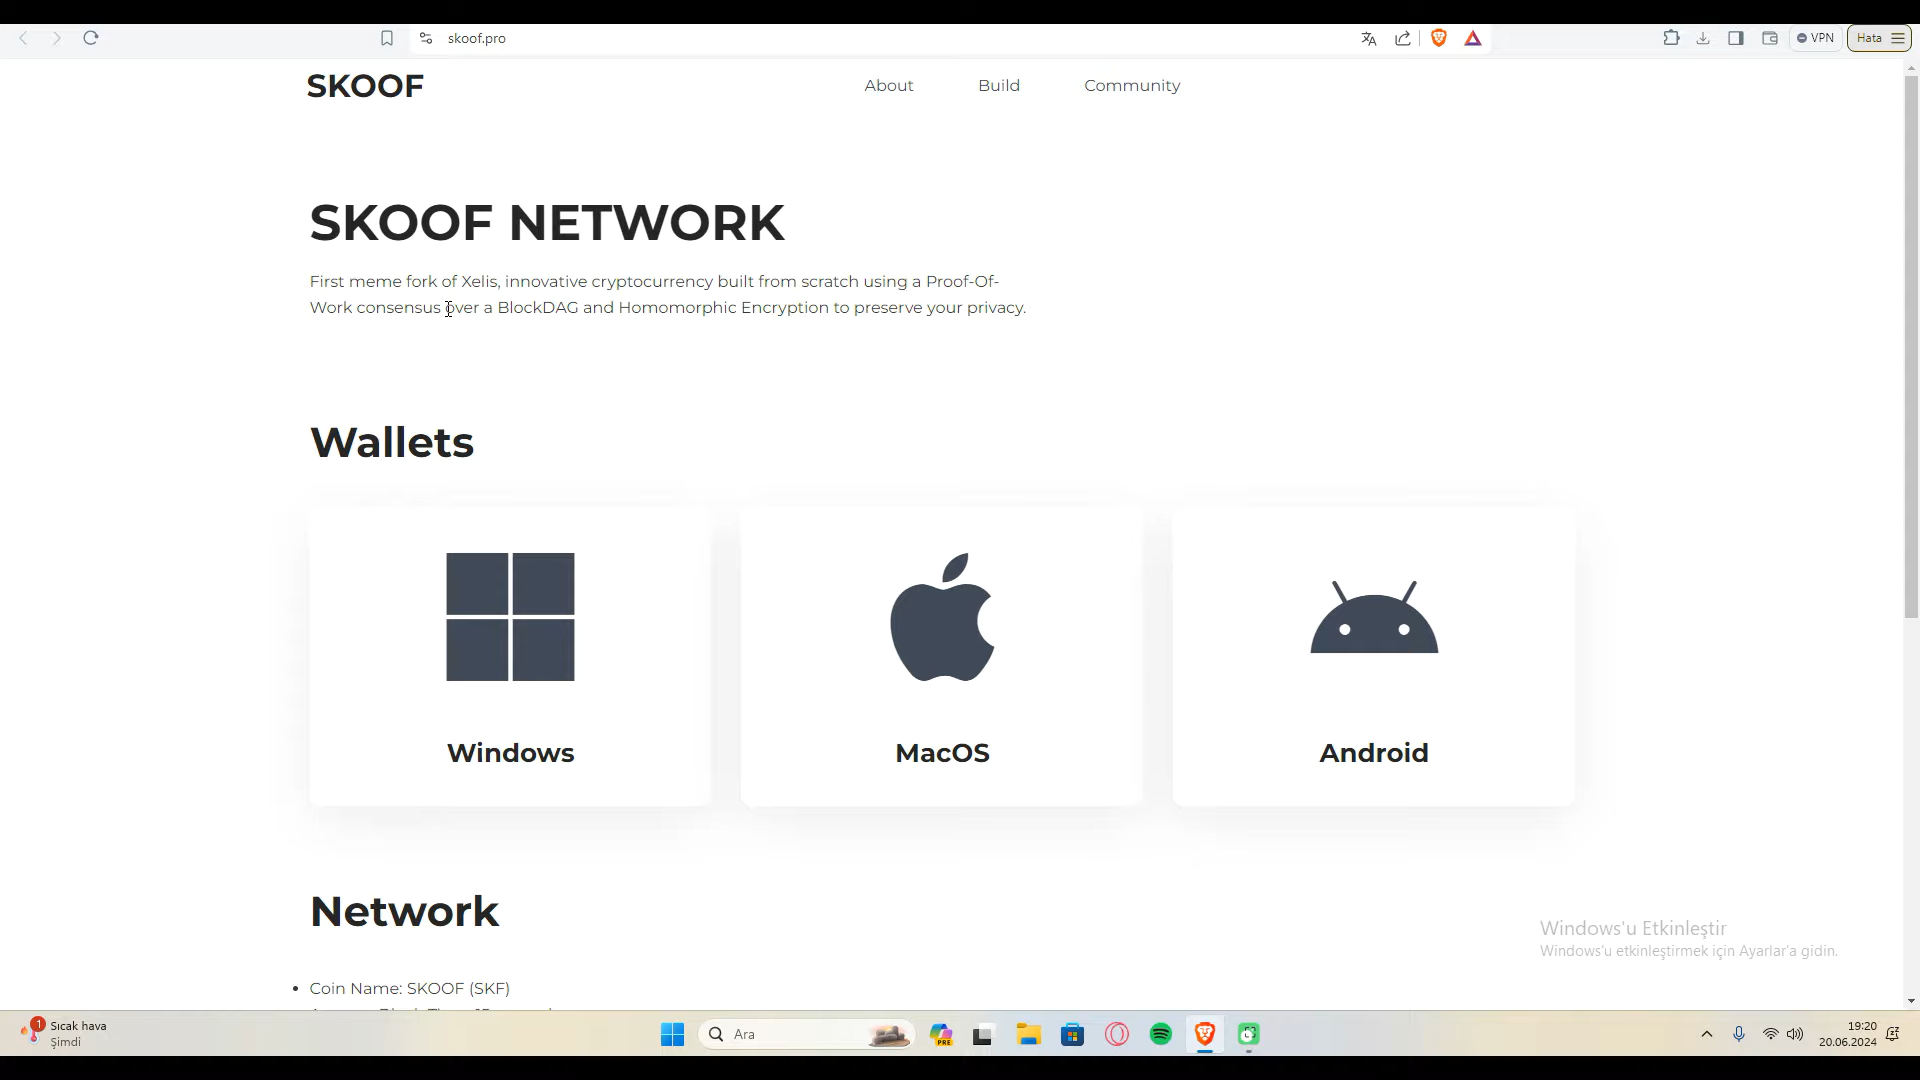 skoof.pro
VPN
Hata
SKOOF
About
Build
Community
SKOOF NETWORK
First meme fork of Xelis, innovative cryptocurrency built from scratch using a Proof-Of-
Work consensus over a BlockDAG and Homomorphic Encryption to preserve your privacy.
Wallets
Windows
MacOS
Android
Network
Windows'u Etkinleştir
Windows'u etkinleştirmek için Ayarlar'a gidin.
Coin Name: SKOOF (SKF)
1
Sıcak hava
Şimdi
Ara
PRE
19:20
20.06.2024